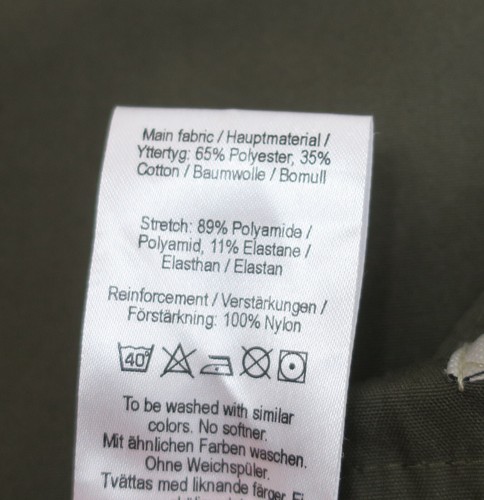 Main fabric / Hauptmaterial /
Yttertyg: 65% Polyester, 35%
Cotton / Baumwolle / Bomull
Stretch: 89% Polyamide /
Polyamid, 11% Elastane /
Elasthan / Elastan
Reinforcement / Verstärkungen /
Förstärkning: 100% Nylon
40°
To be washed with similar
colors. No softner.
Mit ähnlichen Farben waschen.
Ohne Weichspüler.
Tvättas med liknande färger.